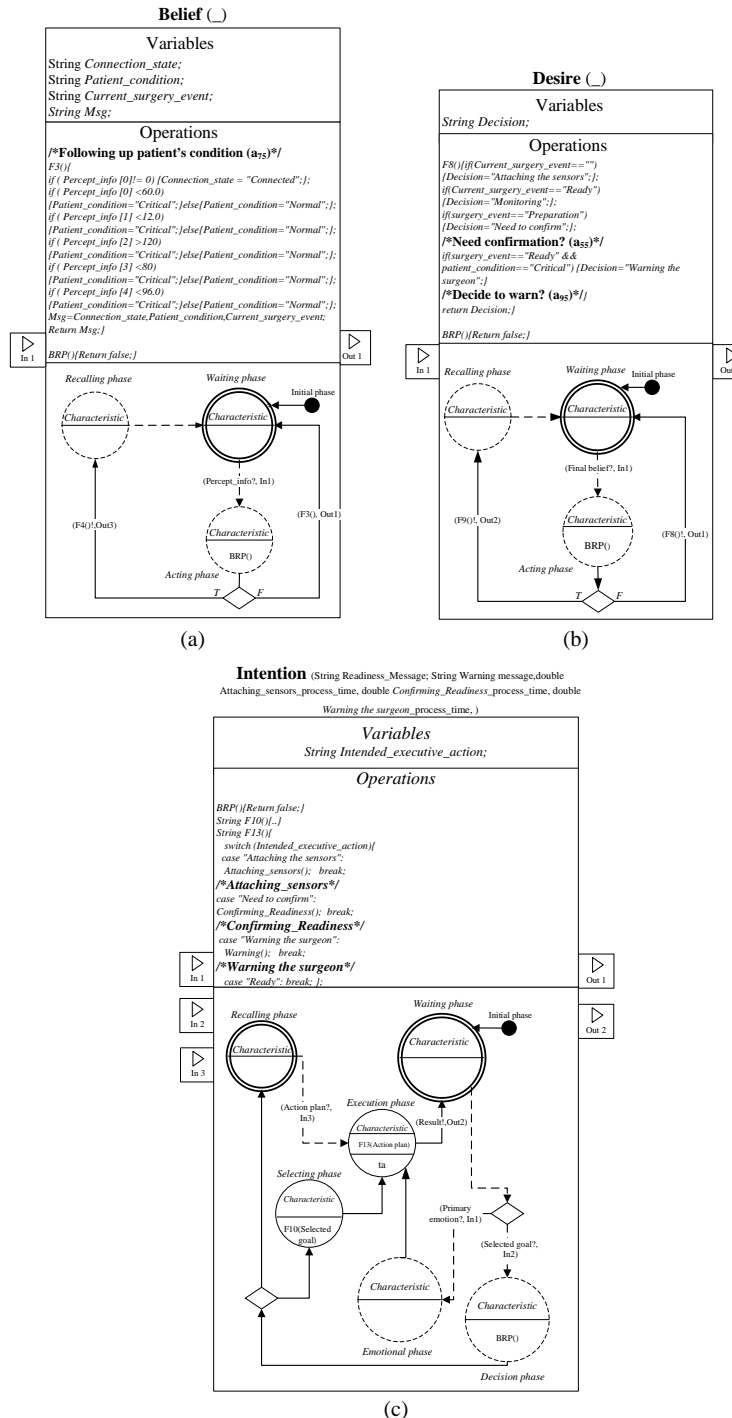 Belief (_)
Variables
String Connection_state;
String Patient_condition;
String Current_surgery_event;
String Msg;
Operations
/*Following up patient's condition (a75)*/
F3(){
if ( Percept_info [0]!= 0) {Connection_state = "Connected";};
if ( Percept_info [0] <60.0)
{Patient_condition="Critical";}else{Patient_condition="Normal";};
if ( Percept_info [1] <12.0)
{Patient_condition="Critical";}else{Patient_condition="Normal";};
if ( Percept_info [2] >120)
{Patient_condition="Critical";}else{Patient_condition="Normal";};
if ( Percept_info [3] <80)
{Patient_condition="Critical";}else{Patient_condition="Normal";};
if ( Percept_info [4] <96.0)
{Patient_condition="Critical";}else{Patient_condition="Normal";};
Msg=Connection_state,Patient_condition,Current_surgery_event;
Return Msg;}
BRP(){Return false;}
In 1
Out 1
Recalling phase
Waiting phase
Initial phase
Characteristic
Characteristic
(Percept_info?, In1)
(F3(), Out1)
(F4()!,Out3)
Characteristic
BRP()
Acting phase
T
F
(a)
Desire (_)
Variables
String Decision;
Operations
F8(){if(Current_surgery_event=="")
{Decision="Attaching the sensors";};
if(Current_surgery_event=="Ready")
{Decision="Monitoring";};
if(surgery_event=="Preparation")
{Decision="Need to confirm";};
/*Need confirmation? (a55)*/
if(surgery_event=="Ready" &&
patient_condition=="Critical") {Decision="Warning the
surgeon";}
/*Decide to warn? (a95)*/}
return Decision;}
BRP(){Return false;}
In 1
Out
Recalling phase
Waiting phase
Initial phase
Characteristic
Characteristic
(Final belief?, In1)
(F9()!, Out2)
(F8()!, Out1)
Characteristic
BRP()
Acting phase
T
F
(b)
Intention (String Readiness_Message; String Warning message,double
Attaching_sensors_process_time, double Confirming_Readiness_process_time, double
Warning the surgeon_process_time, )
Variables
String Intended_executive_action;
Operations
BRP(){Return false;}
String F10(){..}
String F13(){
switch (Intended_executive_action){
case "Attaching the sensors":
Attaching_sensors(); break;
/*Attaching_sensors*/
case "Need to confirm":
Confirming_Readiness(); break;
/*Confirming_Readiness*/
case "Warning the surgeon":
Warning(); break;
/*Warning the surgeon*/
case "Ready": break; };
In 1
In 2
In 3
Out 1
Out 2
Recalling phase
Waiting phase
Initial phase
Characteristic
Characteristic
(Action plan?,
In3)
Execution phase
(Result!,Out2)
Characteristic
F13(Action plan)
ta
Selecting phase
Characteristic
F10(Selected
goal)
(Primary
emotion?, In1)
(Selected goal?,
In2)
Characteristic
Emotional phase
Characteristic
BRP()
Decision phase
(c)